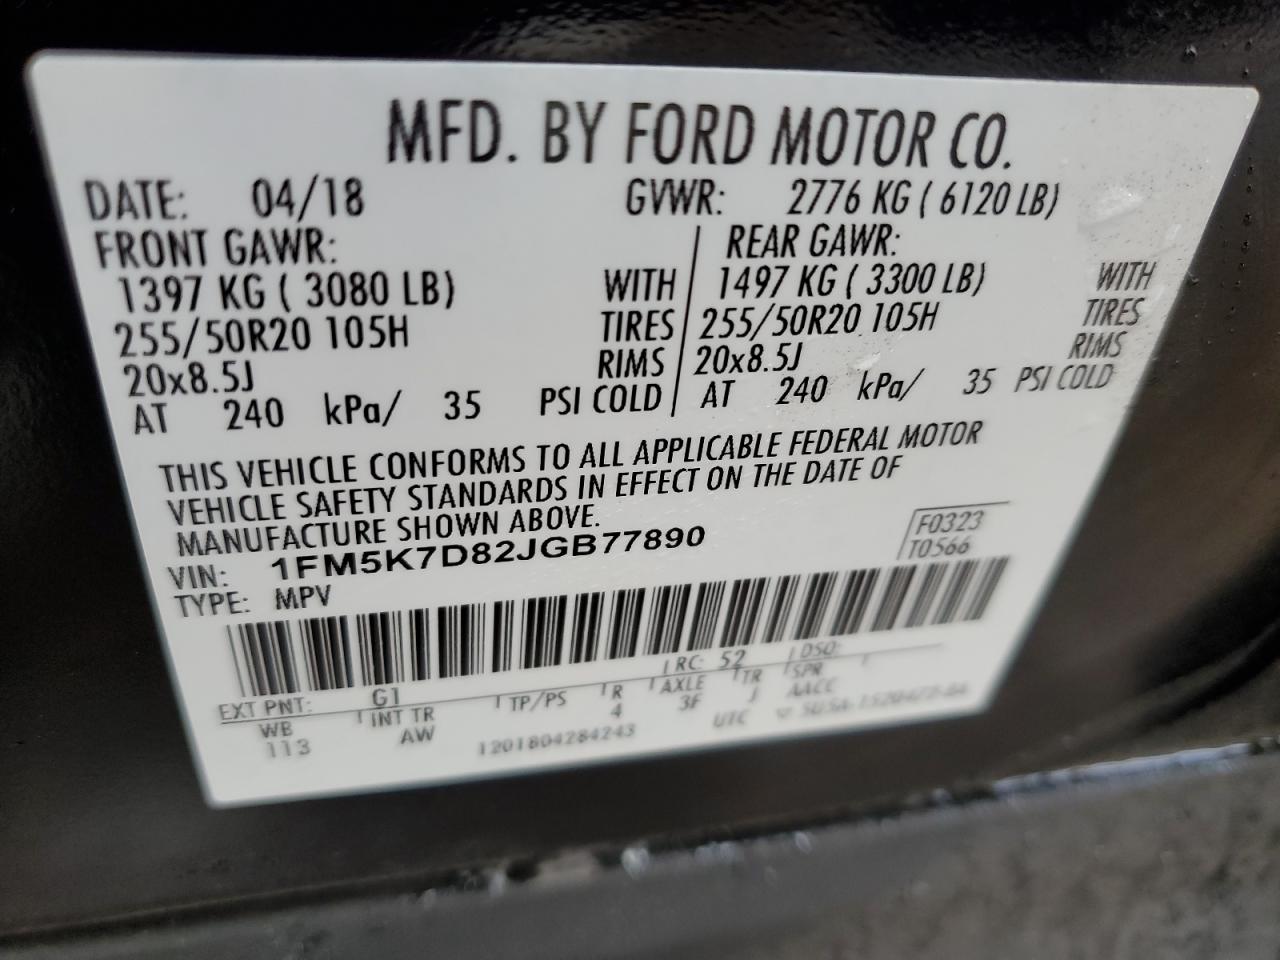 MFD. BY FORD MOTOR CO.
DATE: 04/18 GVWR: 2776 KG ( 6120 LB)
FRONT GAWR: REAR GAWR:
1397 KG ( 3080 LB) WITH 1497 KG ( 3300 LB) WITH
255/50R20 105H TIRES 255/50R20 105H TIRES
20x8.5J RIMS 20x8.5J RIMS
AT 240 kPa/ 35 PSI COLD AT 240 kPa/ 35 PSI COLD
THIS VEHICLE CONFORMS TO ALL APPLICABLE FEDERAL MOTOR
VEHICLE SAFETY STANDARDS IN EFFECT ON THE DATE OF
MANUFACTURE SHOWN ABOVE.
VIN: 1FM5K7D82JGB77890 F0323
TYPE: MPV T0566
EXT PNT: G1 RC: 52 DSO:
WB INT TR TP/PS R AXLE TR SPR
113 AW 4 3F J AACC
1201804284243 UTC